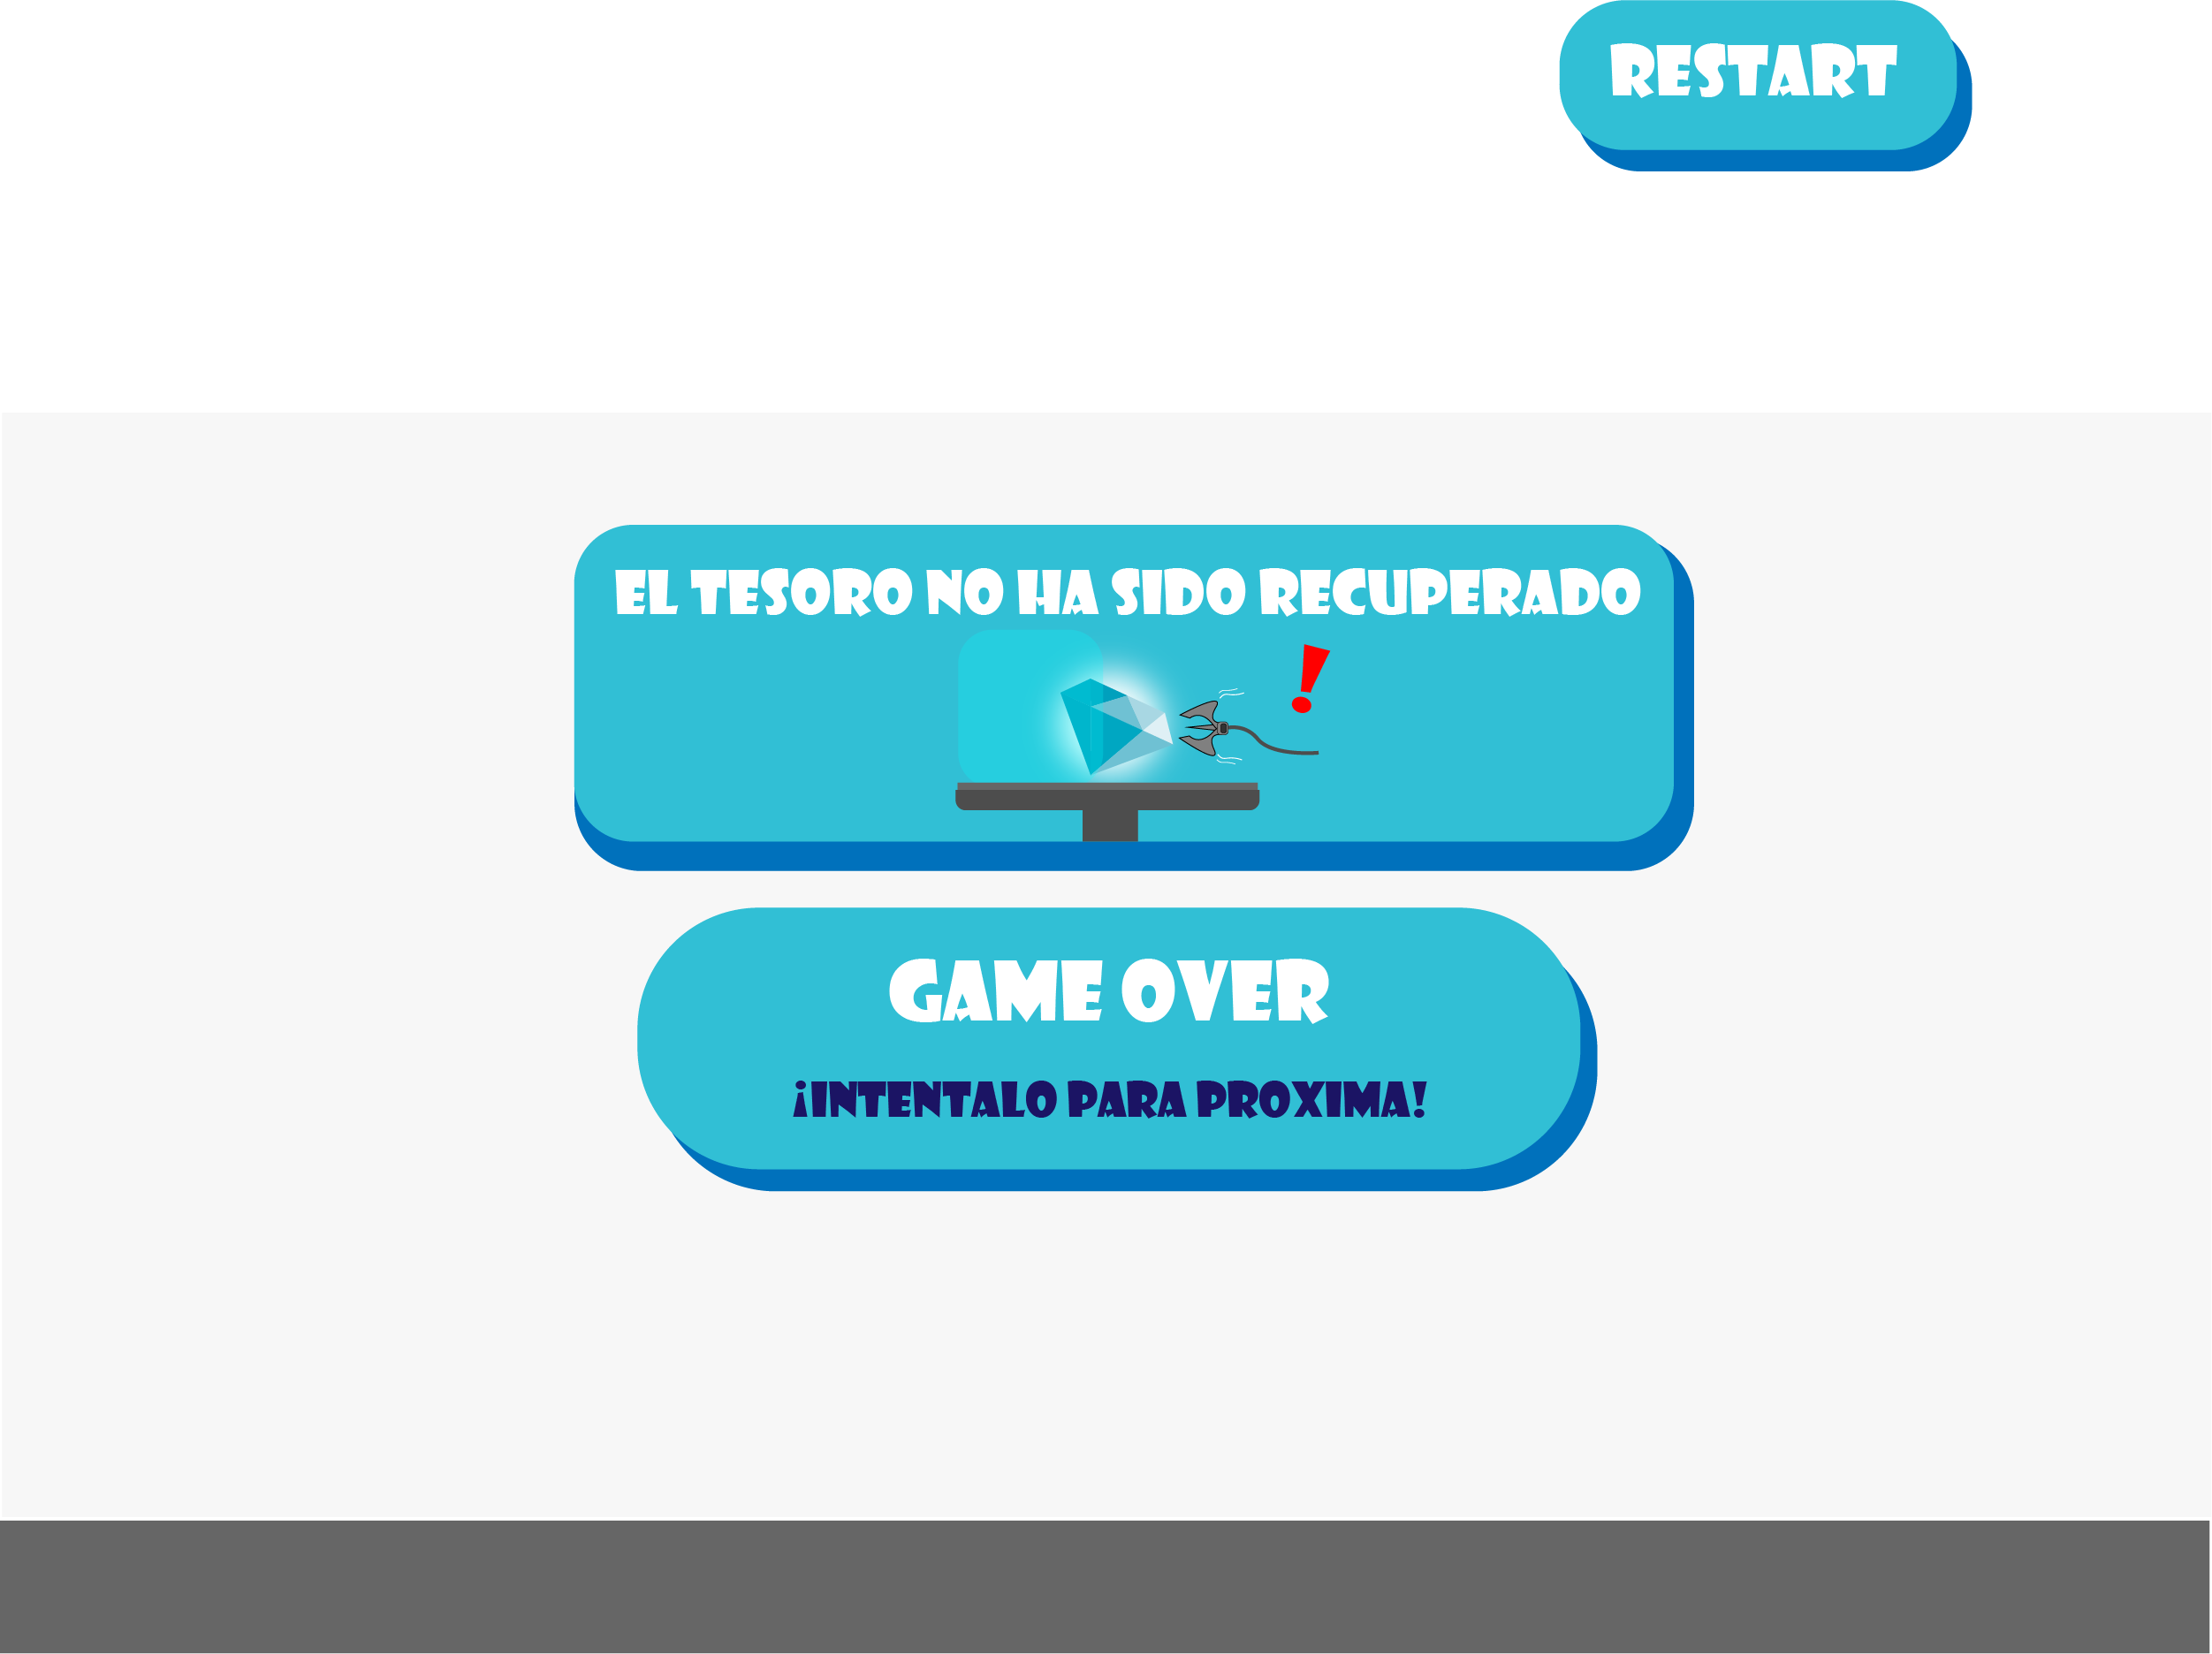 RESTART
EL TESORO NO HA SIDO RECUPERADO
!
GAME OVER
¡INTENTALO PARA PROXIMA!